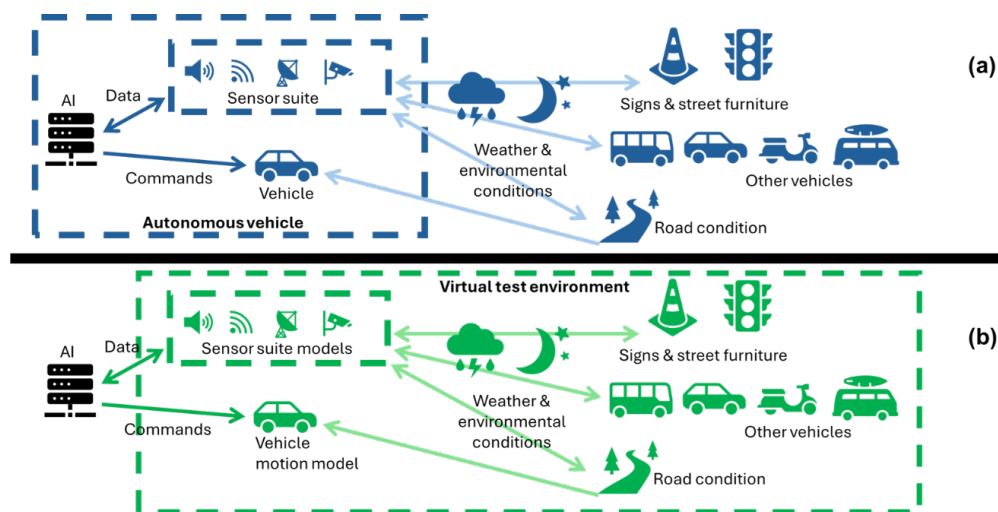 (a)
AI
Data
Sensor suite
Signs & street furniture
Weather &
environmental
conditions
Commands
Vehicle
Other vehicles
Autonomous vehicle
Road condition
Virtual test environment
(b)
AI
Data
Sensor suite models
Signs & street furniture
Weather &
environmental
conditions
Commands
Vehicle
motion model
Other vehicles
Road condition